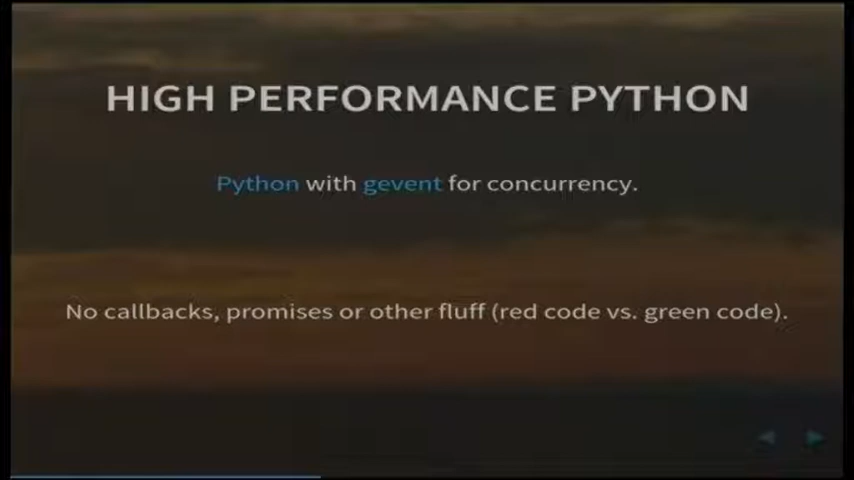 HIGH PERFORMANCE PYTHON
Python with gevent for concurrency.
No callbacks, promises or other fluff (red code vs. green code).